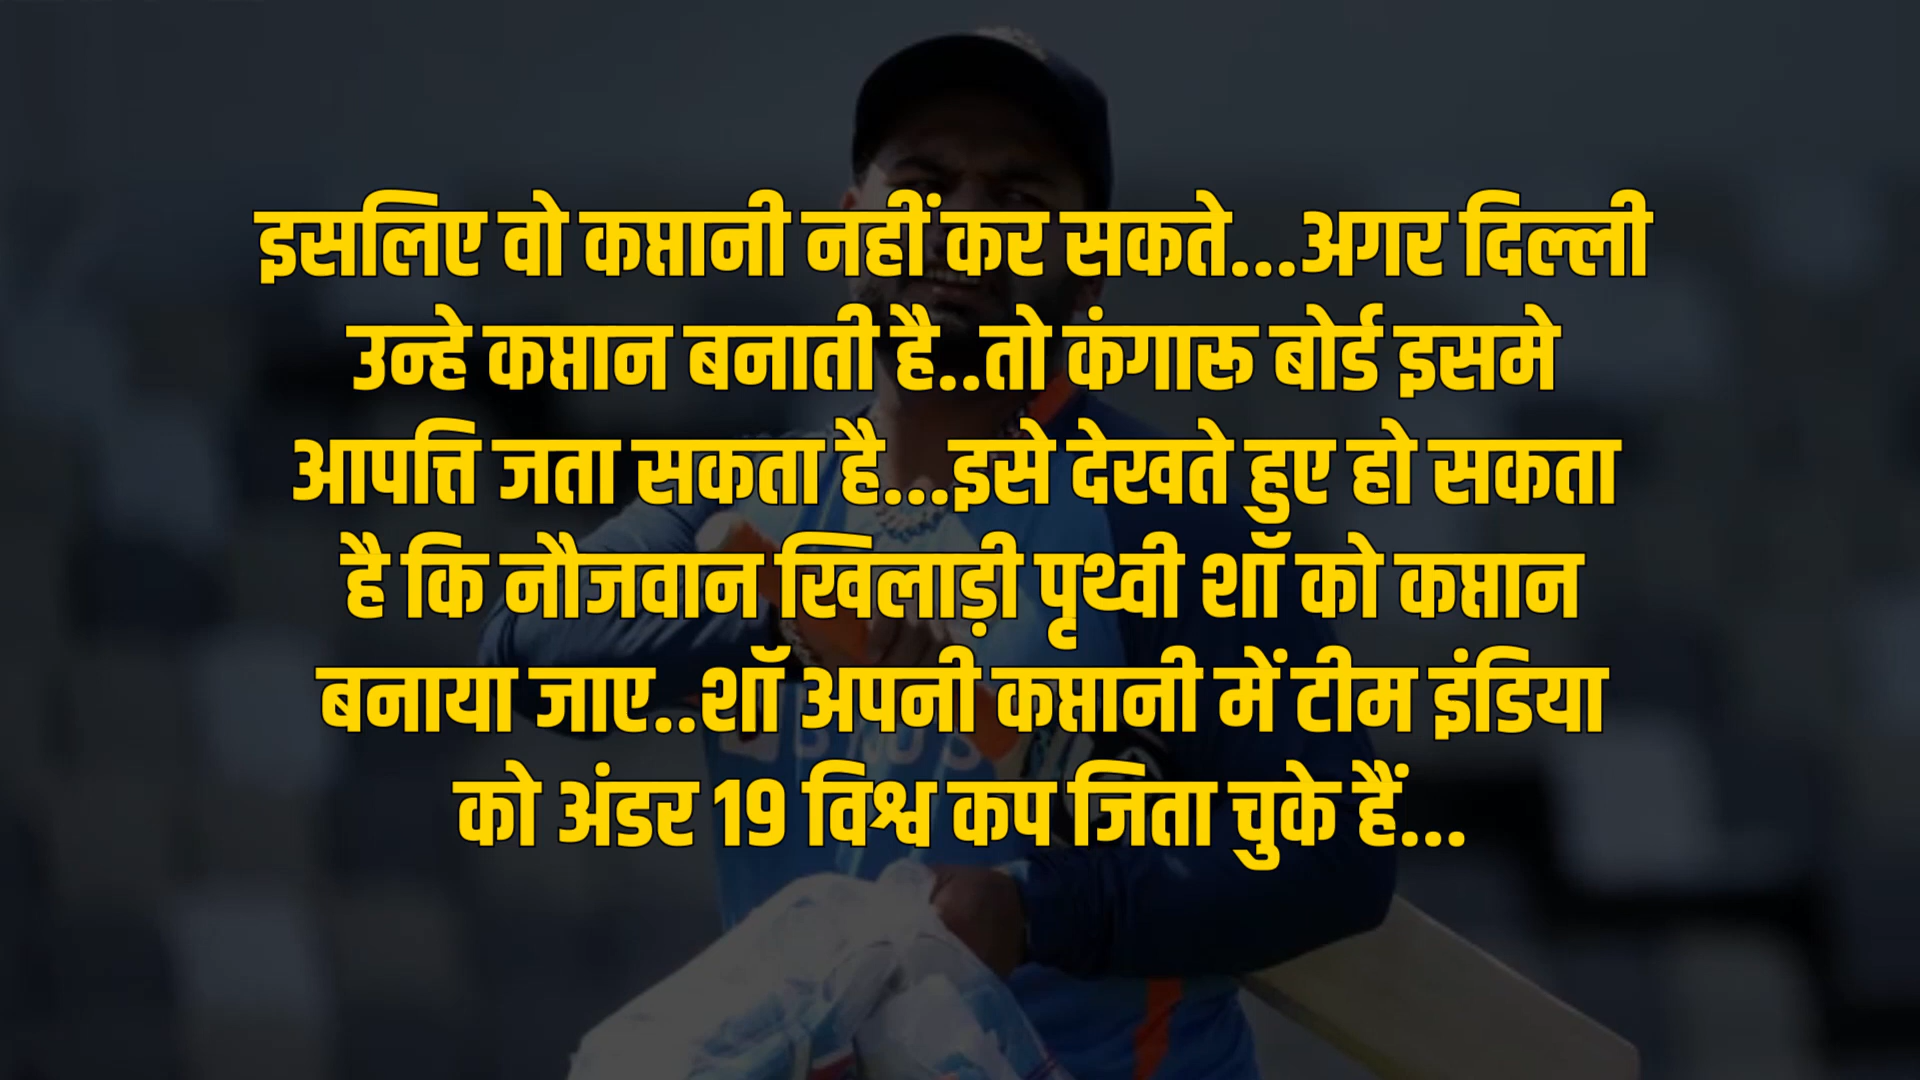 इसलिए वो कप्तानी नहीं कर सकते...अगर दिल्ली
उन्हे कप्तान बनाती है..तो कंगारू बोर्ड इसमे
आपत्ति जता सकता है...इसे देखते हुए हो सकता
है कि नौजवान खिलाड़ी पृथ्वी शॉ को कप्तान
बनाया जाए..शॉ अपनी कप्तानी में टीम इंडिया
को अंडर 19 विश्व कप जिता चुके हैं...